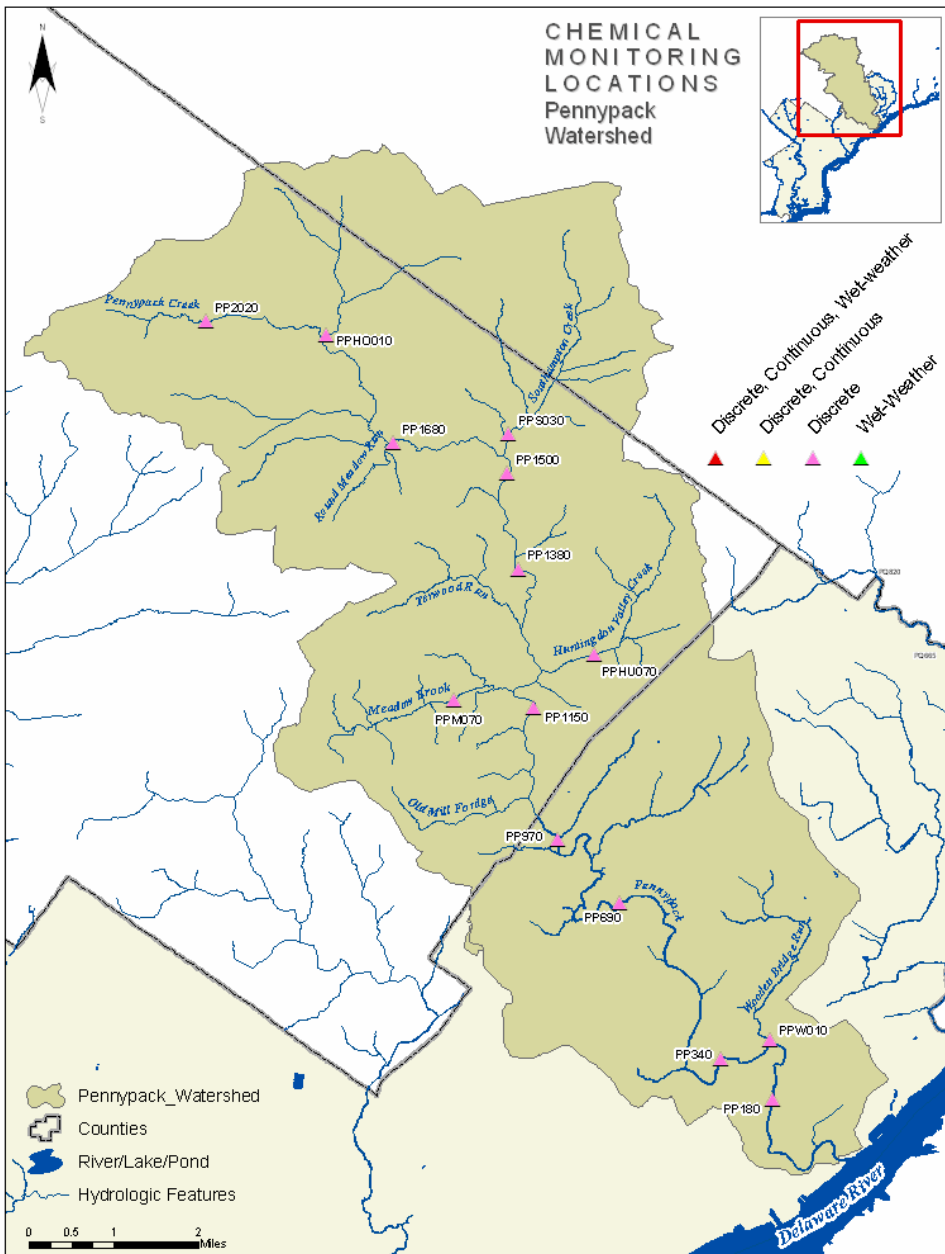 N
S
CHEMICAL
MONITORING
LOCATIONS
Pennypack
Watershed
Discrete, Continuous, Wet-weather
Discrete, Continuous
Discrete
Wet-Weather
Pennypack Creek
PP2020
PPHO010
Southampton Creek
PPS030
PP1680
Round Meadow Run
PP1500
PP1380
Terwood Run
PQ820
Huntingdon Valley Creek
PPHU070
PQ665
Meadow Brook
PPM070
PP1150
Old Mill Fordge
PP970
Pennypack
PP690
Wooden Bridge Run
PPW010
PP340
PP180
Pennypack_Watershed
Counties
River/Lake/Pond
Hydrologic Features
0 0.5 1 2
Miles
Delaware River